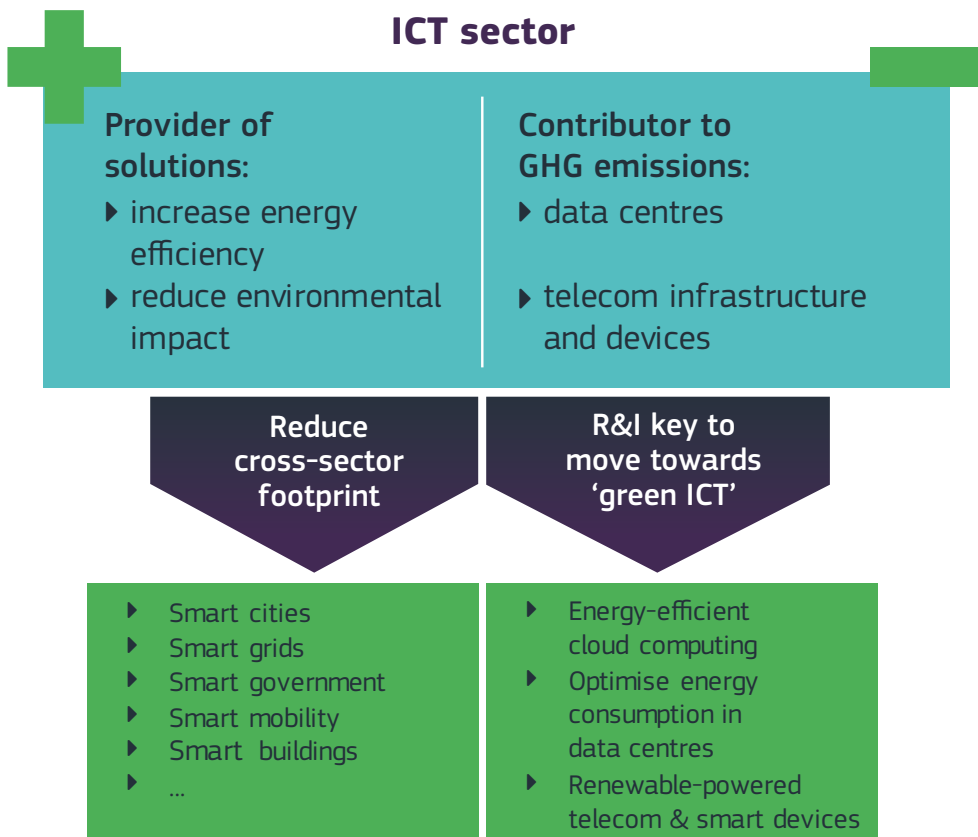 ICT sector
Provider of
solutions:
increase energy
efficiency
reduce environmental
impact
Contributor to
GHG emissions:
data centres
telecom infrastructure
and devices
Reduce
cross-sector
footprint
R&I key to
move towards
‘green ICT’
Smart cities
Smart grids
Smart government
Smart mobility
Smart buildings
...
Energy-efficient
cloud computing
Optimise energy
consumption in
data centres
Renewable-powered
telecom & smart devices